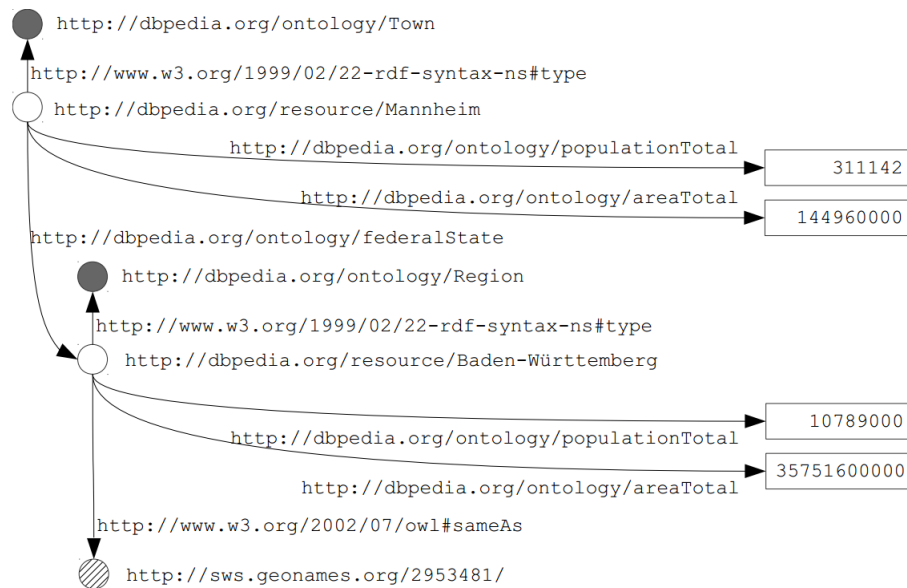 http://dbpedia.org/ontology/Town
http://www.w3.org/1999/02/22-rdf-syntax-ns#type
http://dbpedia.org/resource/Mannheim
http://dbpedia.org/ontology/populationTotal
311142
http://dbpedia.org/ontology/areaTotal
144960000
http://dbpedia.org/ontology/federalState
http://dbpedia.org/ontology/Region
http://www.w3.org/1999/02/22-rdf-syntax-ns#type
http://dbpedia.org/resource/Baden-Württemberg
10789000
http://dbpedia.org/ontology/populationTotal
35751600000
http://dbpedia.org/ontology/areaTotal
http://www.w3.org/2002/07/owl#sameAs
http://sws.geonames.org/2953481/